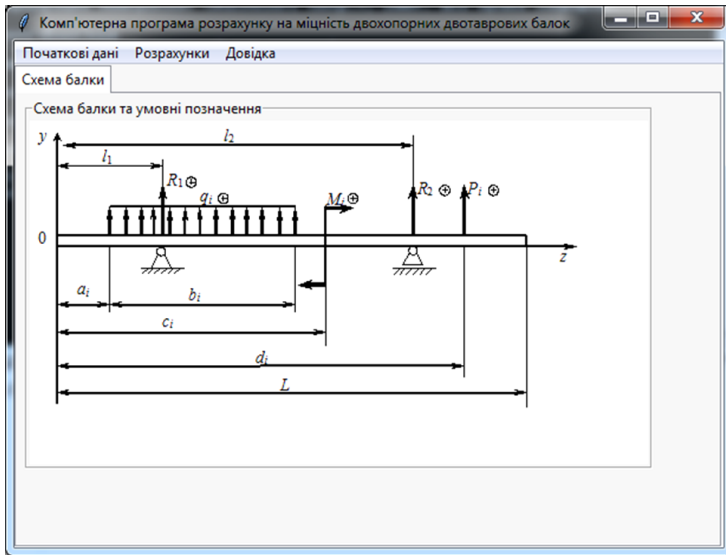 Комп'ютерна програма розрахунку на міцність двохопорних двотаврових балок
Початкові дані Розрахунки Довідка
Схема балки
Схема балки та умовні позначення
y
l2
l1
R1 ⊕
qi ⊕
Mi ⊕
R2 ⊕
Pi ⊕
0
z
ai
bi
ci
di
L